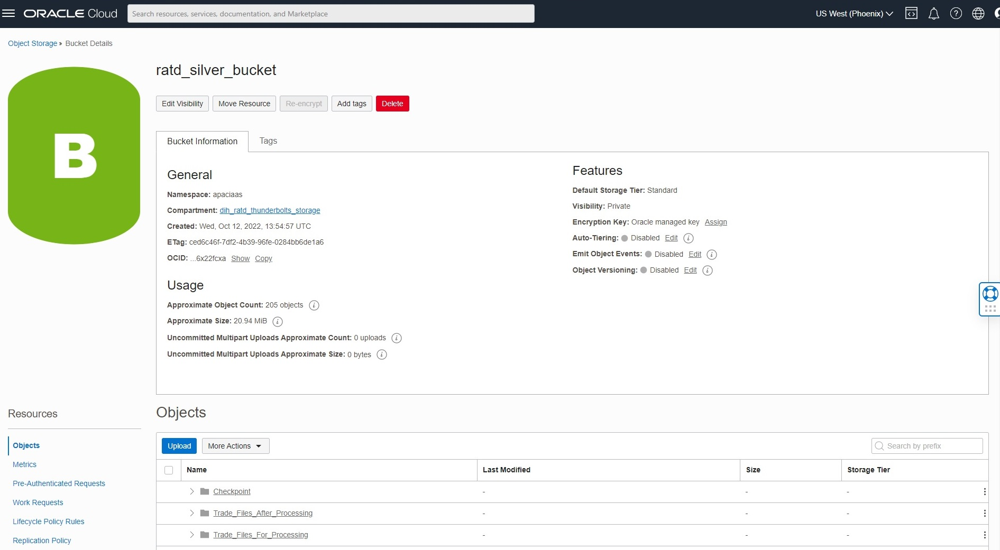 ORACLE Cloud
Search resources, services, documentation, and Marketplace
US West (Phoenix)
Object Storage » Bucket Details
B
ratd_silver_bucket
Edit Visibility Move Resource Re-encrypt Add tags Delete
Bucket Information Tags
General
Namespace: apaciaas
Compartment: dih_ratd_thunderbolts_storage
Created: Wed, Oct 12, 2022, 13:54:57 UTC
ETag: ced6c46f-7df2-4b39-96fe-0284bb6de1a6
OCID: ...6x22fcxa Show Copy
Usage
Approximate Object Count: 205 objects
Approximate Size: 20.94 MiB
Uncommitted Multipart Uploads Approximate Count: 0 uploads
Uncommitted Multipart Uploads Approximate Size: 0 bytes
Features
Default Storage Tier: Standard
Visibility: Private
Encryption Key: Oracle managed key Assign
Auto-Tiering: Disabled Edit
Emit Object Events: Disabled Edit
Object Versioning: Disabled Edit
Resources
Objects
Metrics
Pre-Authenticated Requests
Work Requests
Lifecycle Policy Rules
Replication Policy
Objects
Upload More Actions Search by prefix
Name Last Modified Size Storage Tier
Checkpoint - - -
Trade_Files_After_Processing - - -
Trade_Files_For_Processing - - -